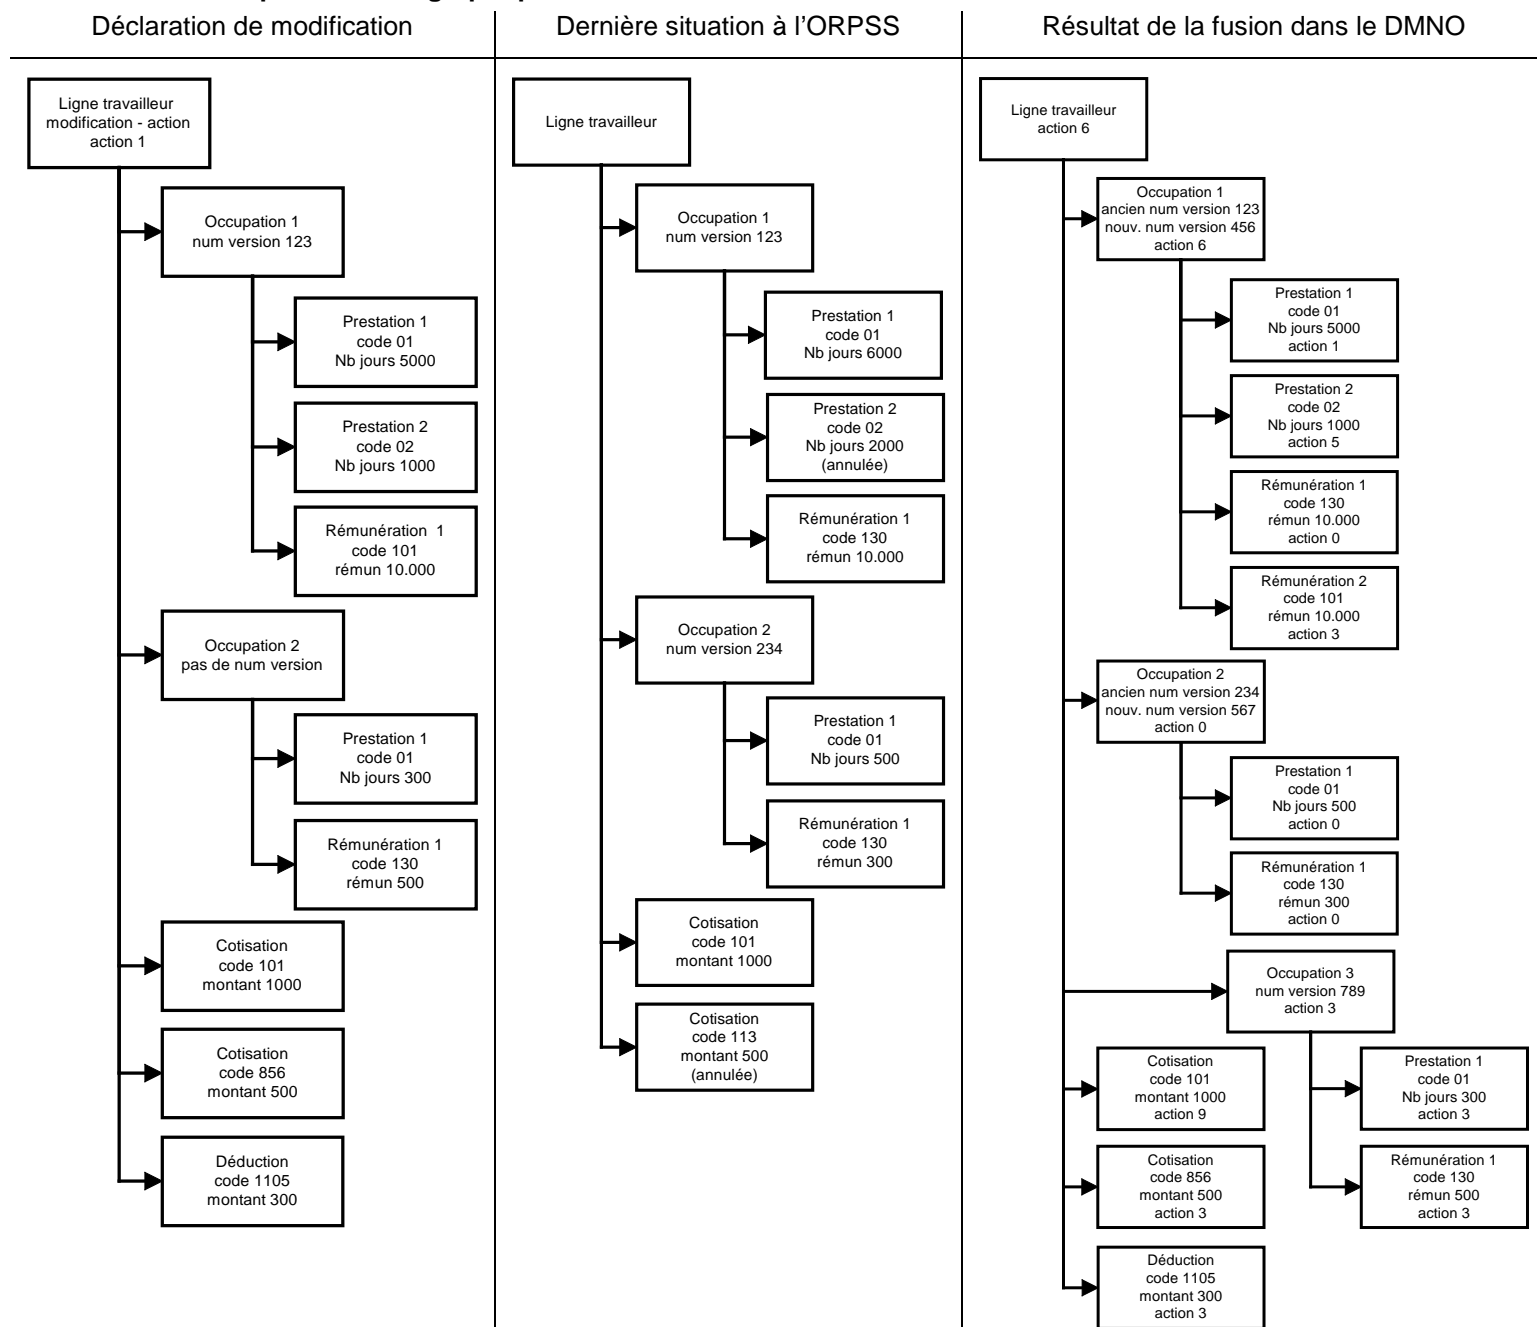 Déclaration de modification
Dernière situation à l'ORPSS
Résultat de la fusion dans le DMNO
Ligne travailleur
modification - action
action 1
Occupation 1
num version 123
Prestation 1
code 01
Nb jours 5000
Prestation 2
code 02
Nb jours 1000
Rémunération 1
code 101
rémun 10.000
Occupation 2
pas de num version
Prestation 1
code 01
Nb jours 300
Rémunération 1
code 130
rémun 500
Cotisation
code 101
montant 1000
Cotisation
code 856
montant 500
Déduction
code 1105
montant 300
Ligne travailleur
Occupation 1
num version 123
Prestation 1
code 01
Nb jours 6000
Prestation 2
code 02
Nb jours 2000
(annulée)
Rémunération 1
code 130
rémun 10.000
Occupation 2
num version 234
Prestation 1
code 01
Nb jours 500
Rémunération 1
code 130
rémun 300
Cotisation
code 101
montant 1000
Cotisation
code 113
montant 500
(annulée)
Ligne travailleur
action 6
Occupation 1
ancien num version 123
nouv. num version 456
action 6
Prestation 1
code 01
Nb jours 5000
action 1
Prestation 2
code 02
Nb jours 1000
action 5
Rémunération 1
code 130
rémun 10.000
action 0
Rémunération 2
code 101
rémun 10.000
action 3
Occupation 2
ancien num version 234
nouv. num version 567
action 0
Prestation 1
code 01
Nb jours 500
action 0
Rémunération 1
code 130
rémun 300
action 0
Occupation 3
num version 789
action 3
Prestation 1
code 01
Nb jours 300
action 3
Rémunération 1
code 130
rémun 500
action 3
Cotisation
code 101
montant 1000
action 9
Cotisation
code 856
montant 500
action 3
Déduction
code 1105
montant 300
action 3